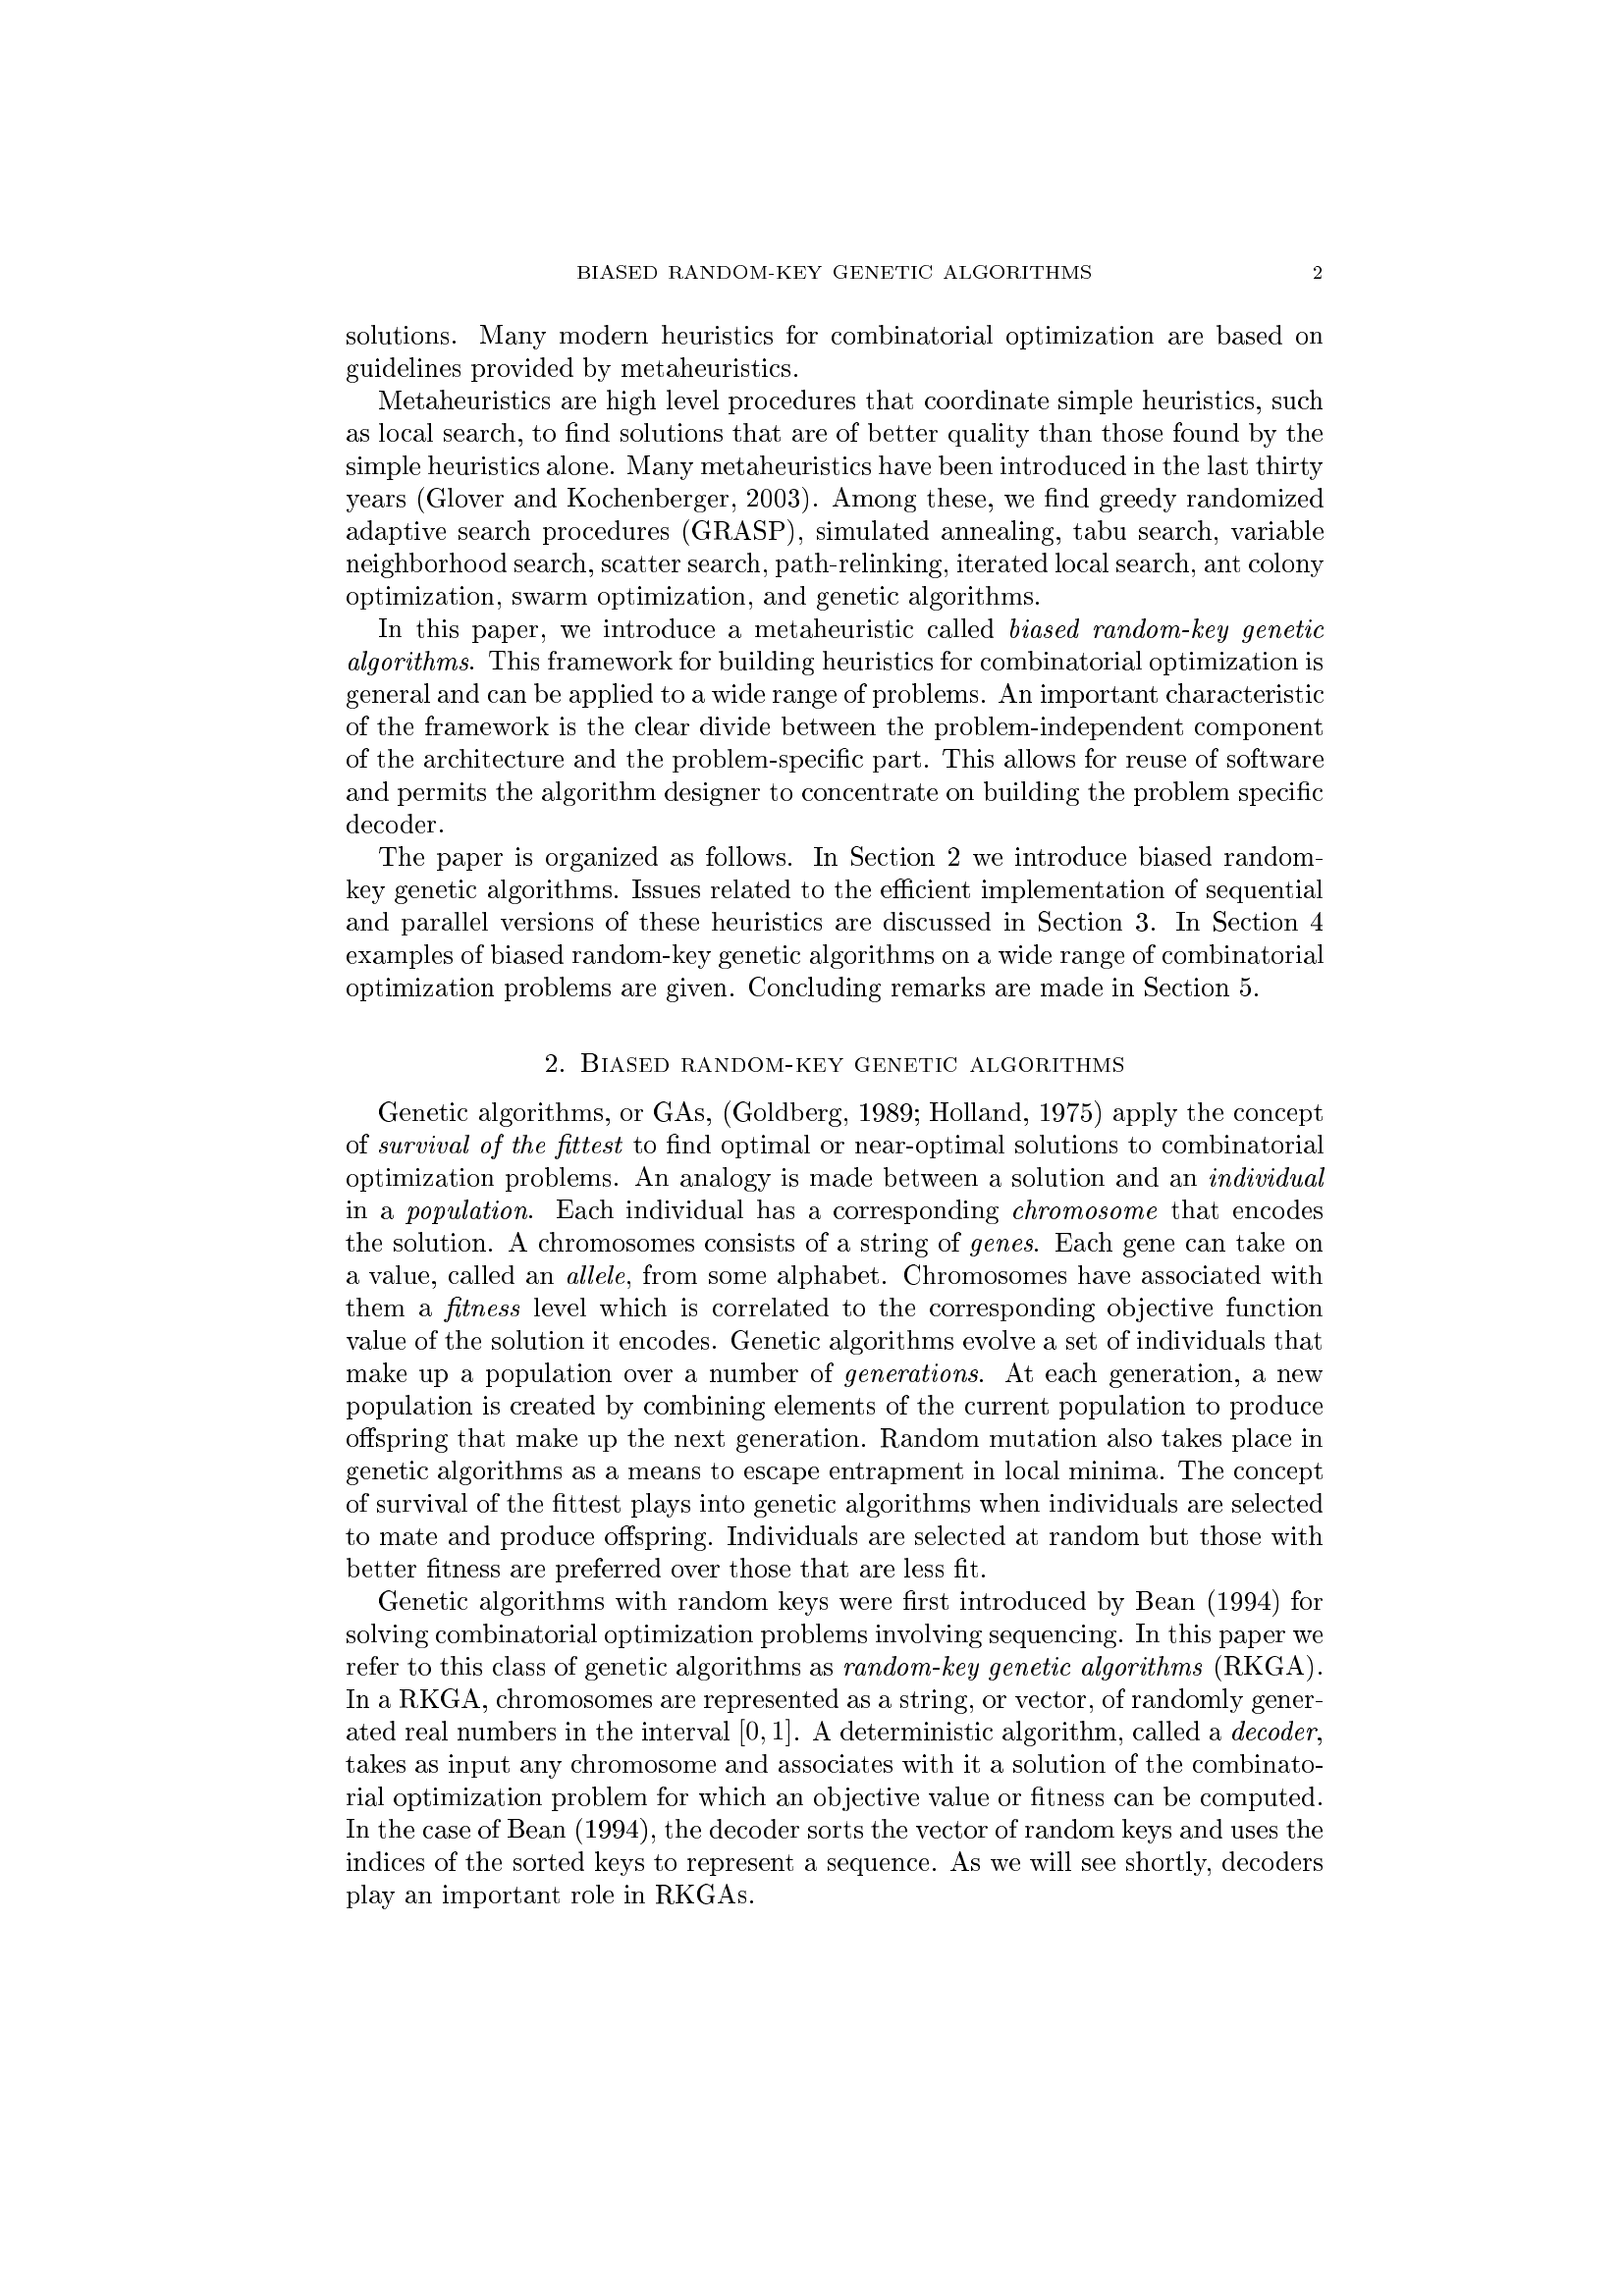 BIASED RANDOM-KEY GENETIC ALGORITHMS 2
solutions. Many modern heuristics for combinatorial optimization are based on
guidelines provided by metaheuristics.
Metaheuristics are high level procedures that coordinate simple heuristics, such
as local search, to find solutions that are of better quality than those found by the
simple heuristics alone. Many metaheuristics have been introduced in the last thirty
years (Glover and Kochenberger, 2003). Among these, we find greedy randomized
adaptive search procedures (GRASP), simulated annealing, tabu search, variable
neighborhood search, scatter search, path-relinking, iterated local search, ant colony
optimization, swarm optimization, and genetic algorithms.
In this paper, we introduce a metaheuristic called biased random-key genetic
algorithms. This framework for building heuristics for combinatorial optimization is
general and can be applied to a wide range of problems. An important characteristic
of the framework is the clear divide between the problem-independent component
of the architecture and the problem-specific part. This allows for reuse of software
and permits the algorithm designer to concentrate on building the problem specific
decoder.
The paper is organized as follows. In Section 2 we introduce biased random-
key genetic algorithms. Issues related to the efficient implementation of sequential
and parallel versions of these heuristics are discussed in Section 3. In Section 4
examples of biased random-key genetic algorithms on a wide range of combinatorial
optimization problems are given. Concluding remarks are made in Section 5.
2. Biased random-key genetic algorithms
Genetic algorithms, or GAs, (Goldberg, 1989; Holland, 1975) apply the concept
of survival of the fittest to find optimal or near-optimal solutions to combinatorial
optimization problems. An analogy is made between a solution and an individual
in a population. Each individual has a corresponding chromosome that encodes
the solution. A chromosomes consists of a string of genes. Each gene can take on
a value, called an allele, from some alphabet. Chromosomes have associated with
them a fitness level which is correlated to the corresponding objective function
value of the solution it encodes. Genetic algorithms evolve a set of individuals that
make up a population over a number of generations. At each generation, a new
population is created by combining elements of the current population to produce
offspring that make up the next generation. Random mutation also takes place in
genetic algorithms as a means to escape entrapment in local minima. The concept
of survival of the fittest plays into genetic algorithms when individuals are selected
to mate and produce offspring. Individuals are selected at random but those with
better fitness are preferred over those that are less fit.
Genetic algorithms with random keys were first introduced by Bean (1994) for
solving combinatorial optimization problems involving sequencing. In this paper we
refer to this class of genetic algorithms as random-key genetic algorithms (RKGA).
In a RKGA, chromosomes are represented as a string, or vector, of randomly gener-
ated real numbers in the interval [0, 1]. A deterministic algorithm, called a decoder,
takes as input any chromosome and associates with it a solution of the combinato-
rial optimization problem for which an objective value or fitness can be computed.
In the case of Bean (1994), the decoder sorts the vector of random keys and uses the
indices of the sorted keys to represent a sequence. As we will see shortly, decoders
play an important role in RKGAs.